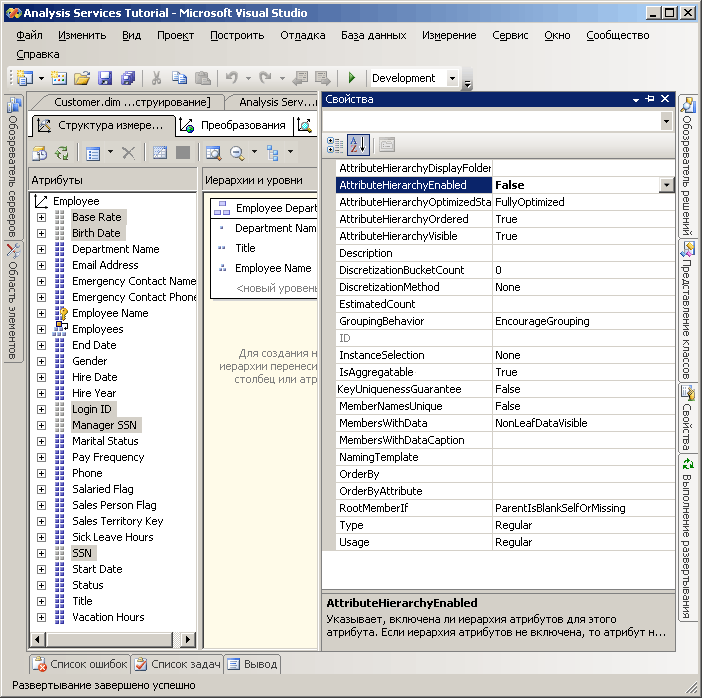 Analysis Services Tutorial - Microsoft Visual Studio
Файл Изменить Вид Проект Построить Отладка База данных Измерение Сервис Окно Сообщество
Справка
Development
Customer.dim ...струирование]
Analysis Serv...
Структура измере...
Преобразования
Атрибуты
Иерархии и уровни
Employee
Base Rate
Birth Date
Department Name
Email Address
Emergency Contact Name
Emergency Contact Phone
Employee Name
Employees
End Date
Gender
Hire Date
Hire Year
Login ID
Manager SSN
Marital Status
Pay Frequency
Phone
Salaried Flag
Sales Person Flag
Sales Territory Key
Sick Leave Hours
SSN
Start Date
Status
Title
Vacation Hours
Employee Depart
Department Nam
Title
Employee Name
<новый уровень
Для создания н
иерархии перенеси
столбец или атр
Свойства
AttributeHierarchyDisplayFolder
AttributeHierarchyEnabled False
AttributeHierarchyOptimizedSta FullyOptimized
AttributeHierarchyOrdered True
AttributeHierarchyVisible True
Description
DiscretizationBucketCount 0
DiscretizationMethod None
EstimatedCount
GroupingBehavior EncourageGrouping
ID
InstanceSelection None
IsAggregatable True
KeyUniquenessGuarantee False
MemberNamesUnique False
MembersWithData NonLeafDataVisible
MembersWithDataCaption
NamingTemplate
OrderBy
OrderByAttribute
RootMemberIf ParentIsBlankSelfOrMissing
Type Regular
Usage Regular
AttributeHierarchyEnabled
Указывает, включена ли иерархия атрибутов для этого
атрибута. Если иерархия атрибутов не включена, то атрибут н...
Обозреватель серверов
Область элементов
Обозреватель решений
Представление классов
Свойства
Выполнение развертывания
Список ошибок
Список задач
Вывод
Развертывание завершено успешно